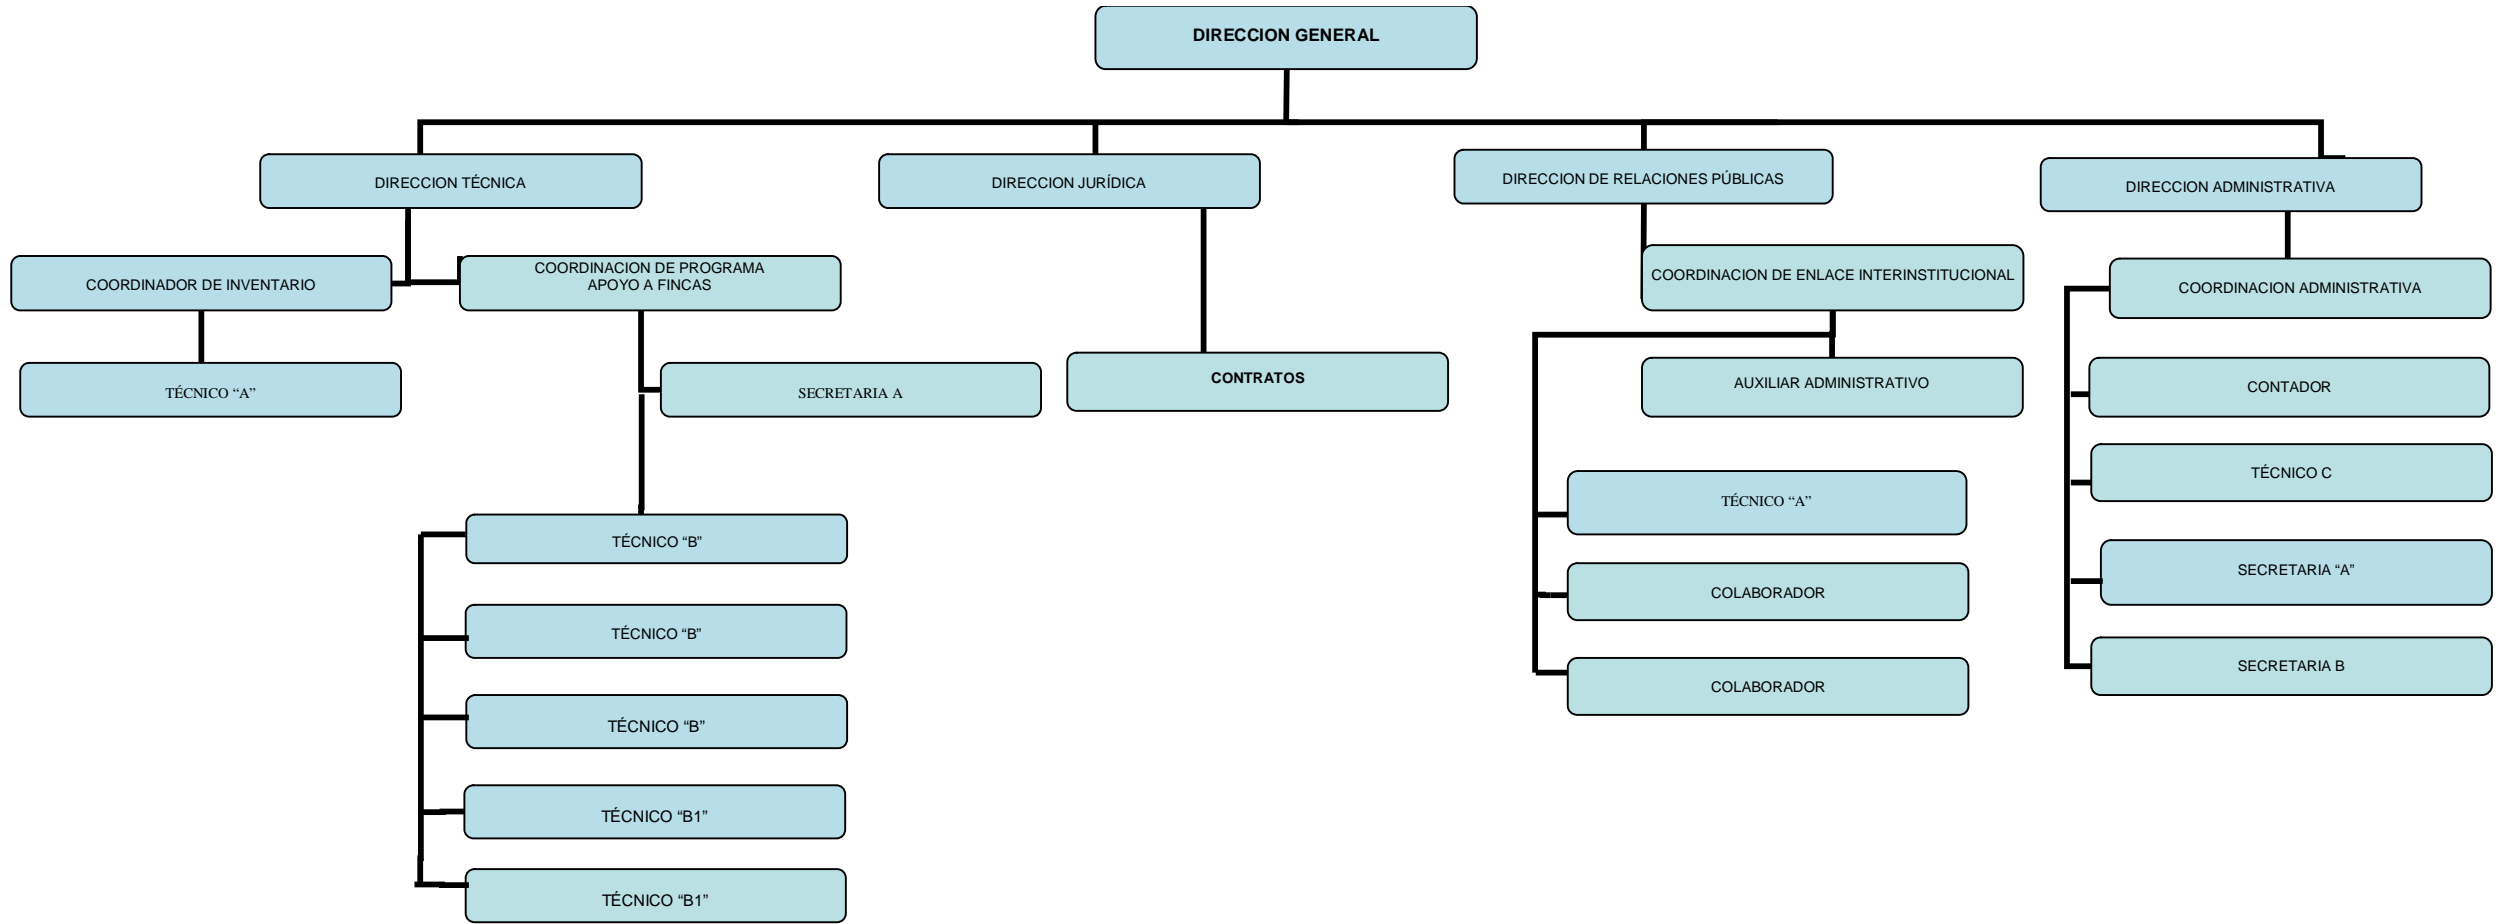 DIRECCION GENERAL
DIRECCION TÉCNICA
DIRECCION JURÍDICA
DIRECCION DE RELACIONES PÚBLICAS
DIRECCION ADMINISTRATIVA
COORDINADOR DE INVENTARIO
COORDINACION DE PROGRAMA
APOYO A FINCAS
COORDINACION DE ENLACE INTERINSTITUCIONAL
COORDINACION ADMINISTRATIVA
TÉCNICO “A”
SECRETARIA A
CONTRATOS
AUXILIAR ADMINISTRATIVO
CONTADOR
TÉCNICO C
TÉCNICO “A”
TÉCNICO “B”
SECRETARIA “A”
COLABORADOR
TÉCNICO “B”
SECRETARIA B
COLABORADOR
TÉCNICO “B”
TÉCNICO “B1”
TÉCNICO “B1”